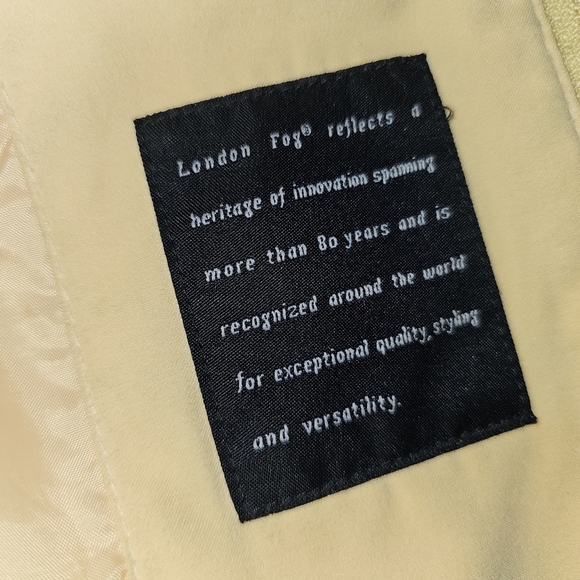 London Fog® reflects a
heritage of innovation spanning
more than 80 years and is
recognized around the world
for exceptional quality, styling
and versatility.